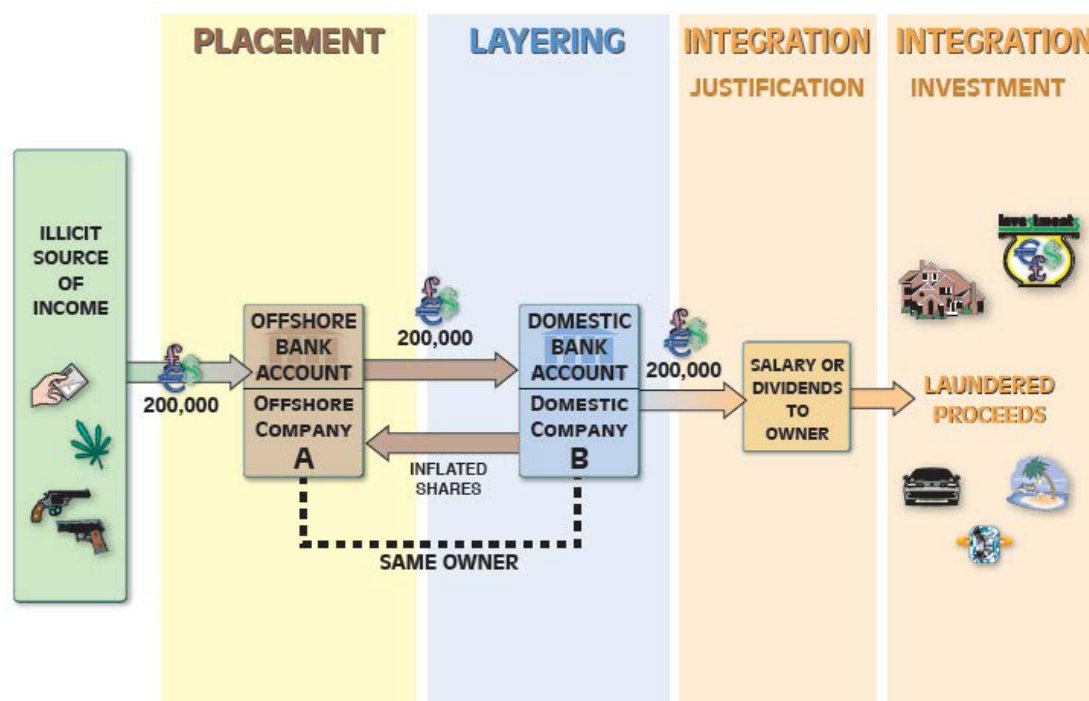 PLACEMENT
LAYERING
INTEGRATION
JUSTIFICATION
INTEGRATION
INVESTMENT
ILLICIT
SOURCE
OF
INCOME
200,000
OFFSHORE
BANK
ACCOUNT
OFFSHORE
COMPANY
A
200,000
INFLATED
SHARES
SAME OWNER
DOMESTIC
BANK
ACCOUNT
DOMESTIC
COMPANY
B
200,000
SALARY OR
DIVIDENDS
TO
OWNER
Investments
€ $
£
LAUNDERED
PROCEEDS